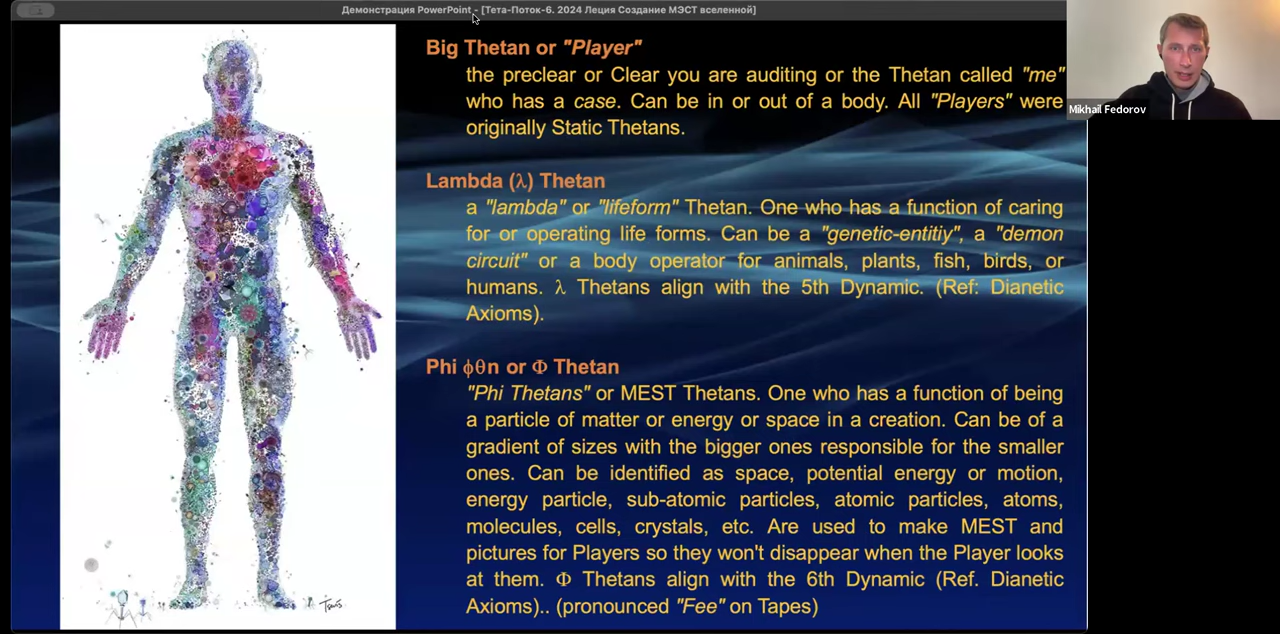 Демонстрация PowerPoint - [Тета-Поток-6. 2024 Леция Создание МЭСТ вселенной]
Mikhail Fedorov
Big Thetan or "Player"
the preclear or Clear you are auditing or the Thetan called "me"
who has a case. Can be in or out of a body. All "Players" were
originally Static Thetans.
Lambda (λ) Thetan
a "lambda" or "lifeform" Thetan. One who has a function of caring
for or operating life forms. Can be a "genetic-entitiy", a "demon
circuit" or a body operator for animals, plants, fish, birds, or
humans. λ Thetans align with the 5th Dynamic. (Ref: Dianetic
Axioms).
Phi ϕθn or Φ Thetan
"Phi Thetans" or MEST Thetans. One who has a function of being
a particle of matter or energy or space in a creation. Can be of a
gradient of sizes with the bigger ones responsible for the smaller
ones. Can be identified as space, potential energy or motion,
energy particle, sub-atomic particles, atomic particles, atoms,
molecules, cells, crystals, etc. Are used to make MEST and
pictures for Players so they won't disappear when the Player looks
at them. Φ Thetans align with the 6th Dynamic (Ref. Dianetic
Axioms).. (pronounced "Fee" on Tapes)